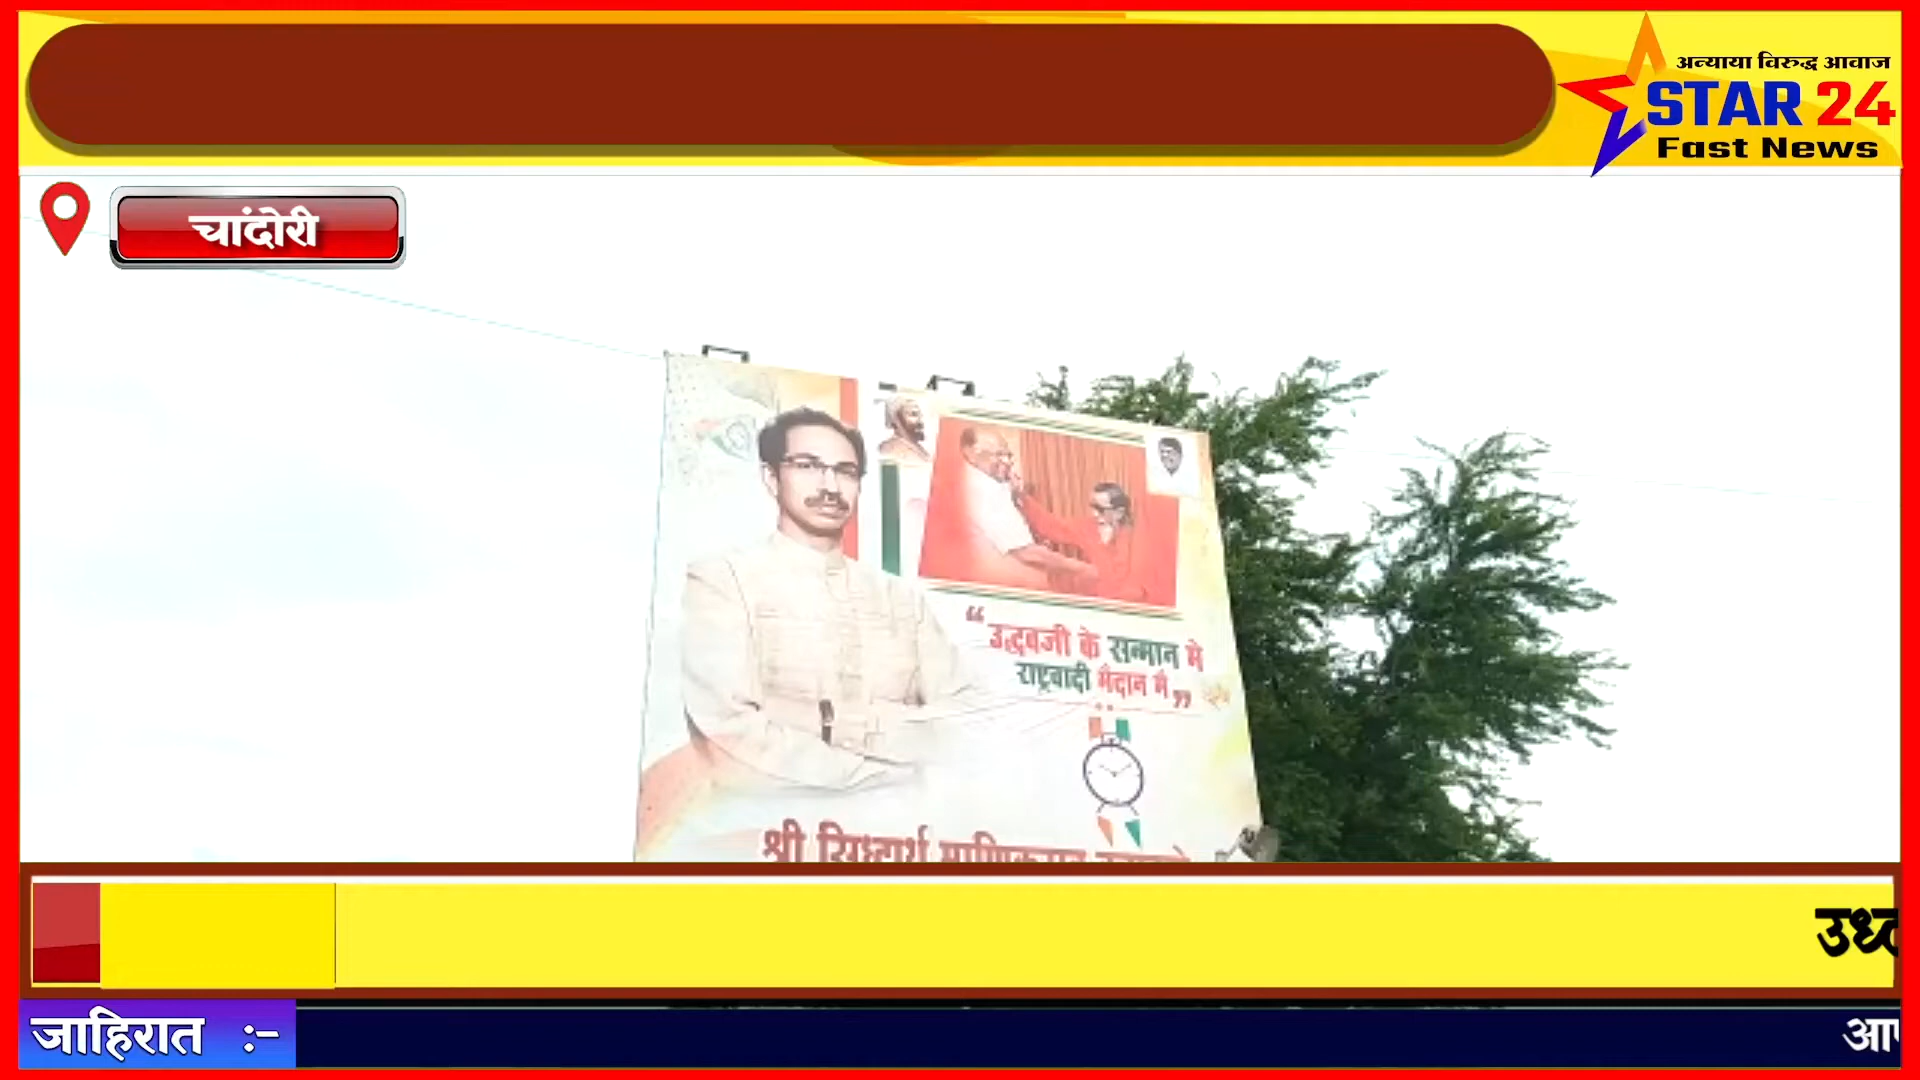 अन्याया विरुद्ध आवाज
STAR 24
Fast News
चांदोरी
“उद्धवजी के सन्मान मे
राष्ट्रवादी मैदान मे„
श्री सिध्दार्थ
जाहिरात :-